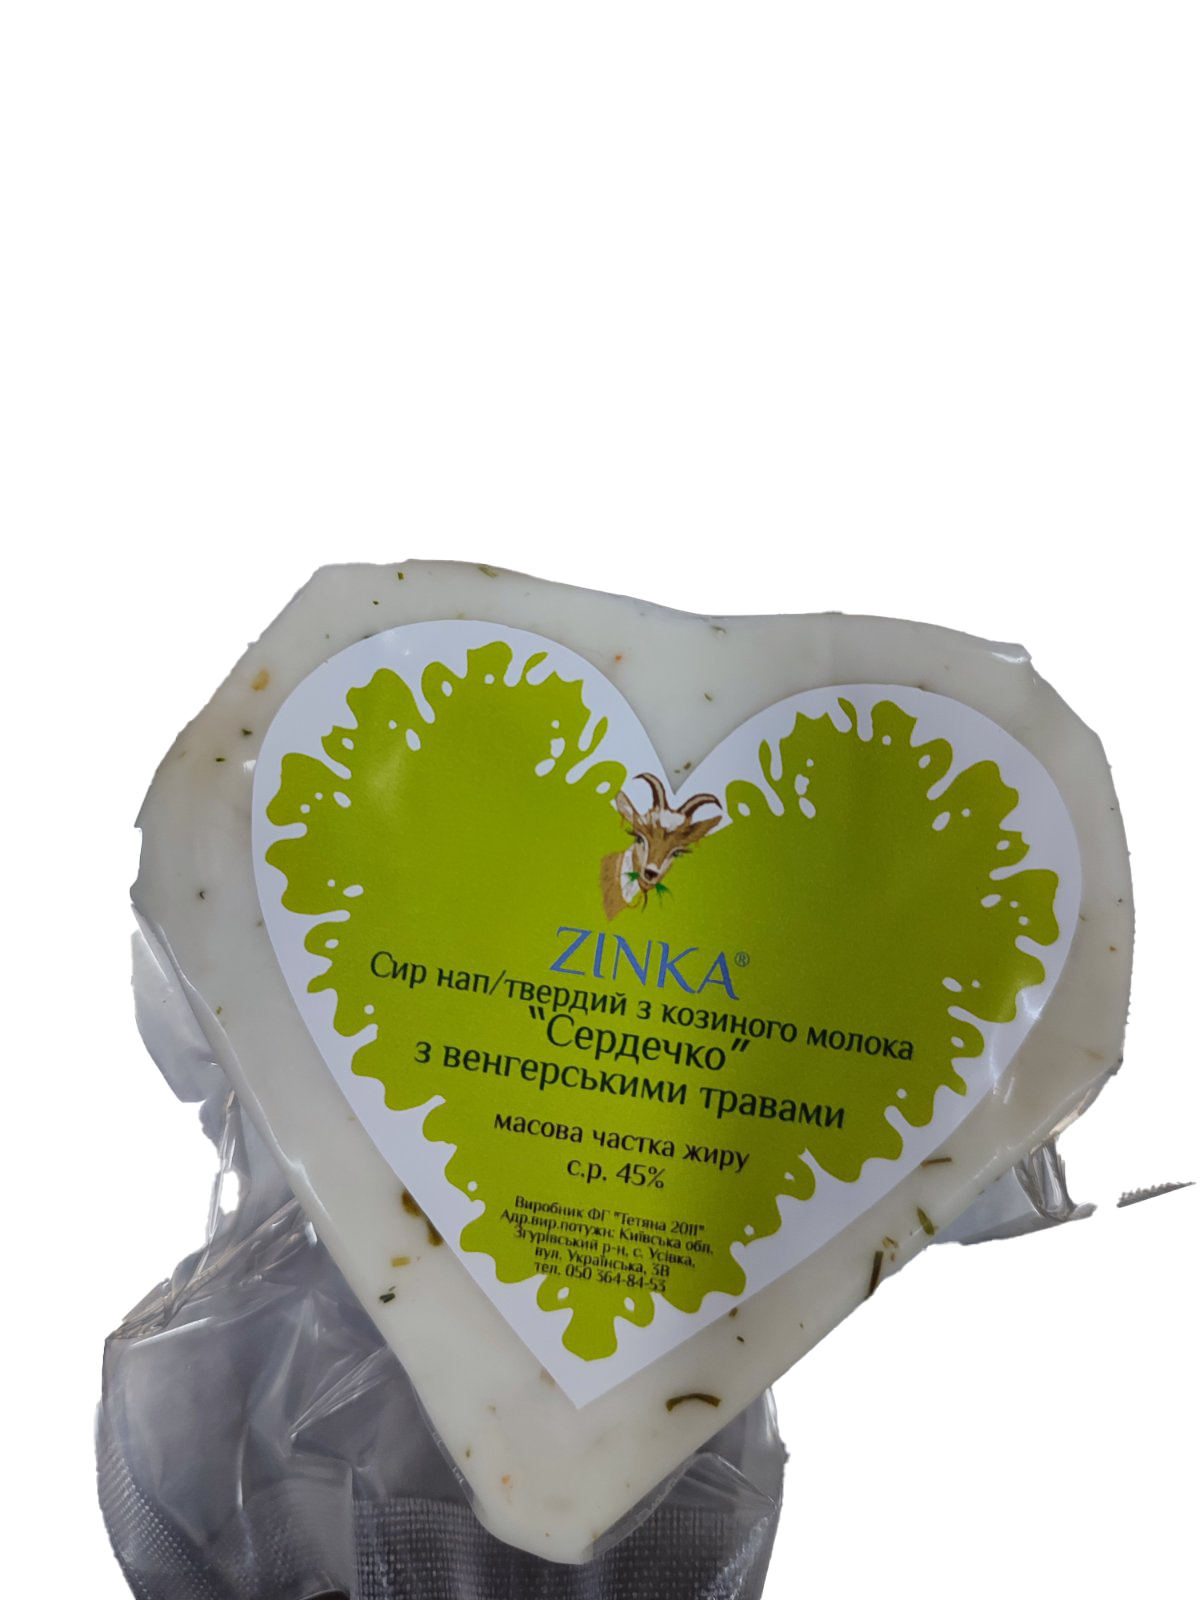 ZINKA®
Сир нап/твердий з козиного молока
"Сердечко"
з венгерськими травами
масова частка жиру
с.р. 45%
Виробник ФГ "Тетяна 2011"
Адр.вир.потужн: Київська обл.
Згурівський р-н, с. Усівка,
вул. Українська, 3В
тел. 050 364-84-53